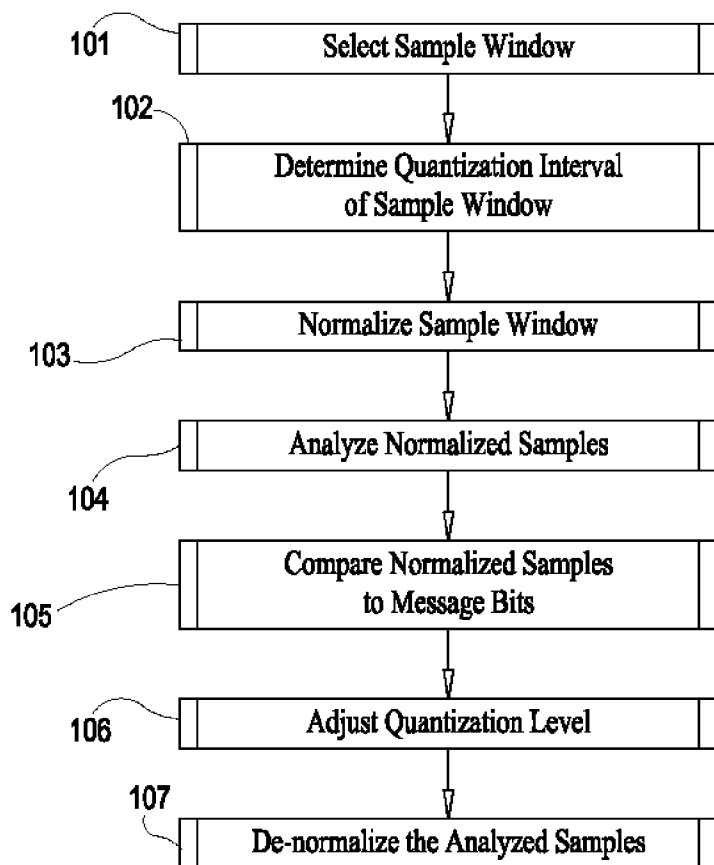 101
Select Sample Window
102
Determine Quantization Interval
of Sample Window
Normalize Sample Window
103
Analyze Normalized Samples
104
Compare Normalized Samples
to Message Bits
105
Adjust Quantization Level
106
107
De-normalize the Analyzed Samples